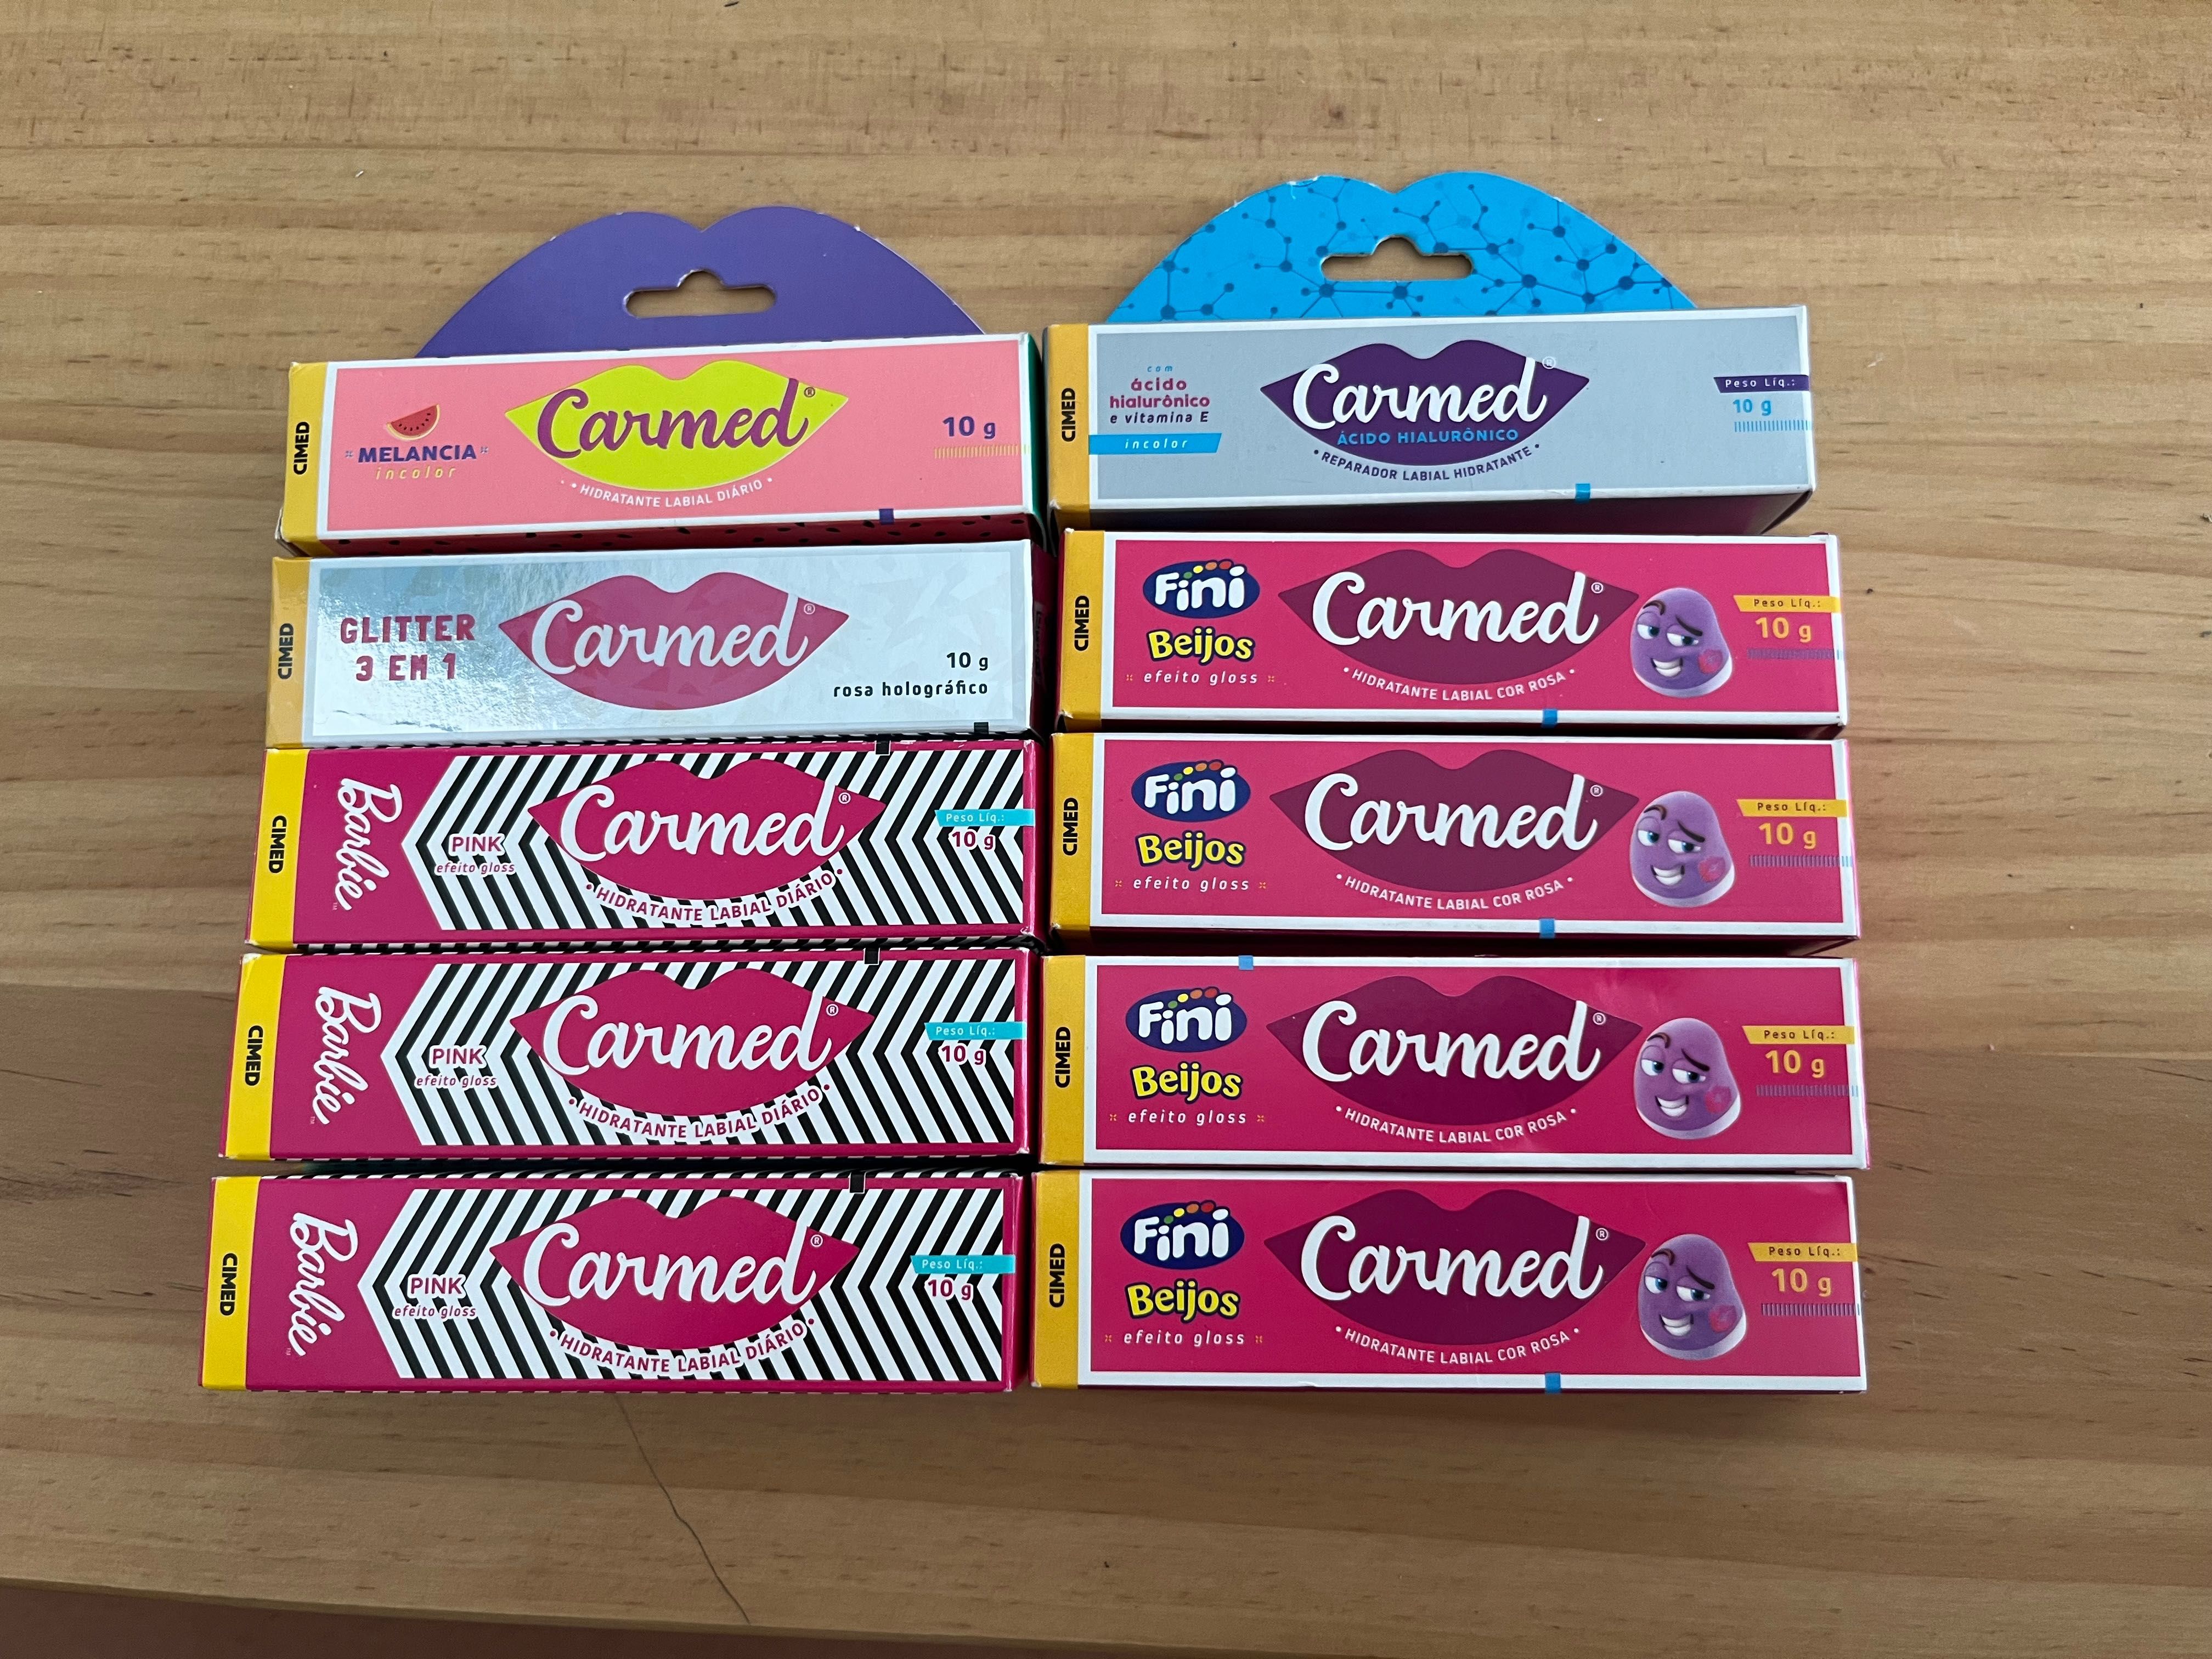 CIMED
MELANCIA
incolor
Carmed®
• HIDRATANTE LABIAL DIÁRIO •
10 g
CIMED
com
ácido
hialurônico
e vitamina E
incolor
Carmed®
ÁCIDO HIALURÔNICO
• REPARADOR LABIAL HIDRATANTE •
Peso Líq.:
10 g
CIMED
GLITTER
3 EM 1
Carmed®
10 g
rosa holográfico
CIMED
Fini
Beijos
efeito gloss
Carmed®
• HIDRATANTE LABIAL COR ROSA •
Peso Líq.:
10 g
CIMED
Barbie™
PINK
efeito gloss
Carmed®
• HIDRATANTE LABIAL DIÁRIO •
Peso Líq.:
10 g
CIMED
Fini
Beijos
efeito gloss
Carmed®
• HIDRATANTE LABIAL COR ROSA •
Peso Líq.:
10 g
CIMED
Barbie™
PINK
efeito gloss
Carmed®
• HIDRATANTE LABIAL DIÁRIO •
Peso Líq.:
10 g
CIMED
Fini
Beijos
efeito gloss
Carmed®
• HIDRATANTE LABIAL COR ROSA •
Peso Líq.:
10 g
CIMED
Barbie™
PINK
efeito gloss
Carmed®
• HIDRATANTE LABIAL DIÁRIO •
Peso Líq.:
10 g
CIMED
Fini
Beijos
efeito gloss
Carmed®
• HIDRATANTE LABIAL COR ROSA •
Peso Líq.:
10 g